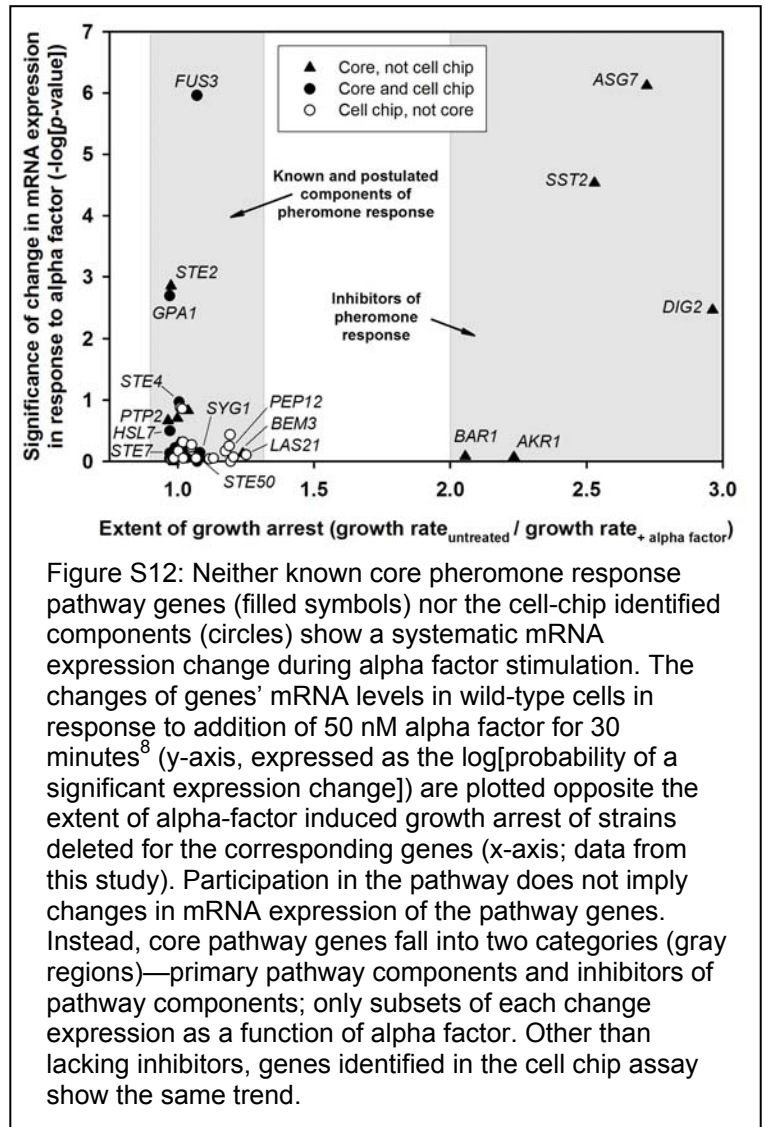 Significance of change in mRNA expression
in response to alpha factor (-log[p-value])
7
6
5
4
3
2
1
0
▲ Core, not cell chip
● Core and cell chip
○ Cell chip, not core
FUS3
ASG7
SST2
Known and postulated
components of
pheromone response
STE2
GPA1
DIG2
Inhibitors of
pheromone
response
STE4
PTP2
HSL7
STE7
SYG1
PEP12
BEM3
LAS21
STE50
BAR1
AKR1
1.0 1.5 2.0 2.5 3.0
Extent of growth arrest (growth rate untreated / growth rate + alpha factor)
Figure S12: Neither known core pheromone response
pathway genes (filled symbols) nor the cell-chip identified
components (circles) show a systematic mRNA
expression change during alpha factor stimulation. The
changes of genes' mRNA levels in wild-type cells in
response to addition of 50 nM alpha factor for 30
minutes8 (y-axis, expressed as the log[probability of a
significant expression change]) are plotted opposite the
extent of alpha-factor induced growth arrest of strains
deleted for the corresponding genes (x-axis; data from
this study). Participation in the pathway does not imply
changes in mRNA expression of the pathway genes.
Instead, core pathway genes fall into two categories (gray
regions)—primary pathway components and inhibitors of
pathway components; only subsets of each change
expression as a function of alpha factor. Other than
lacking inhibitors, genes identified in the cell chip assay
show the same trend.